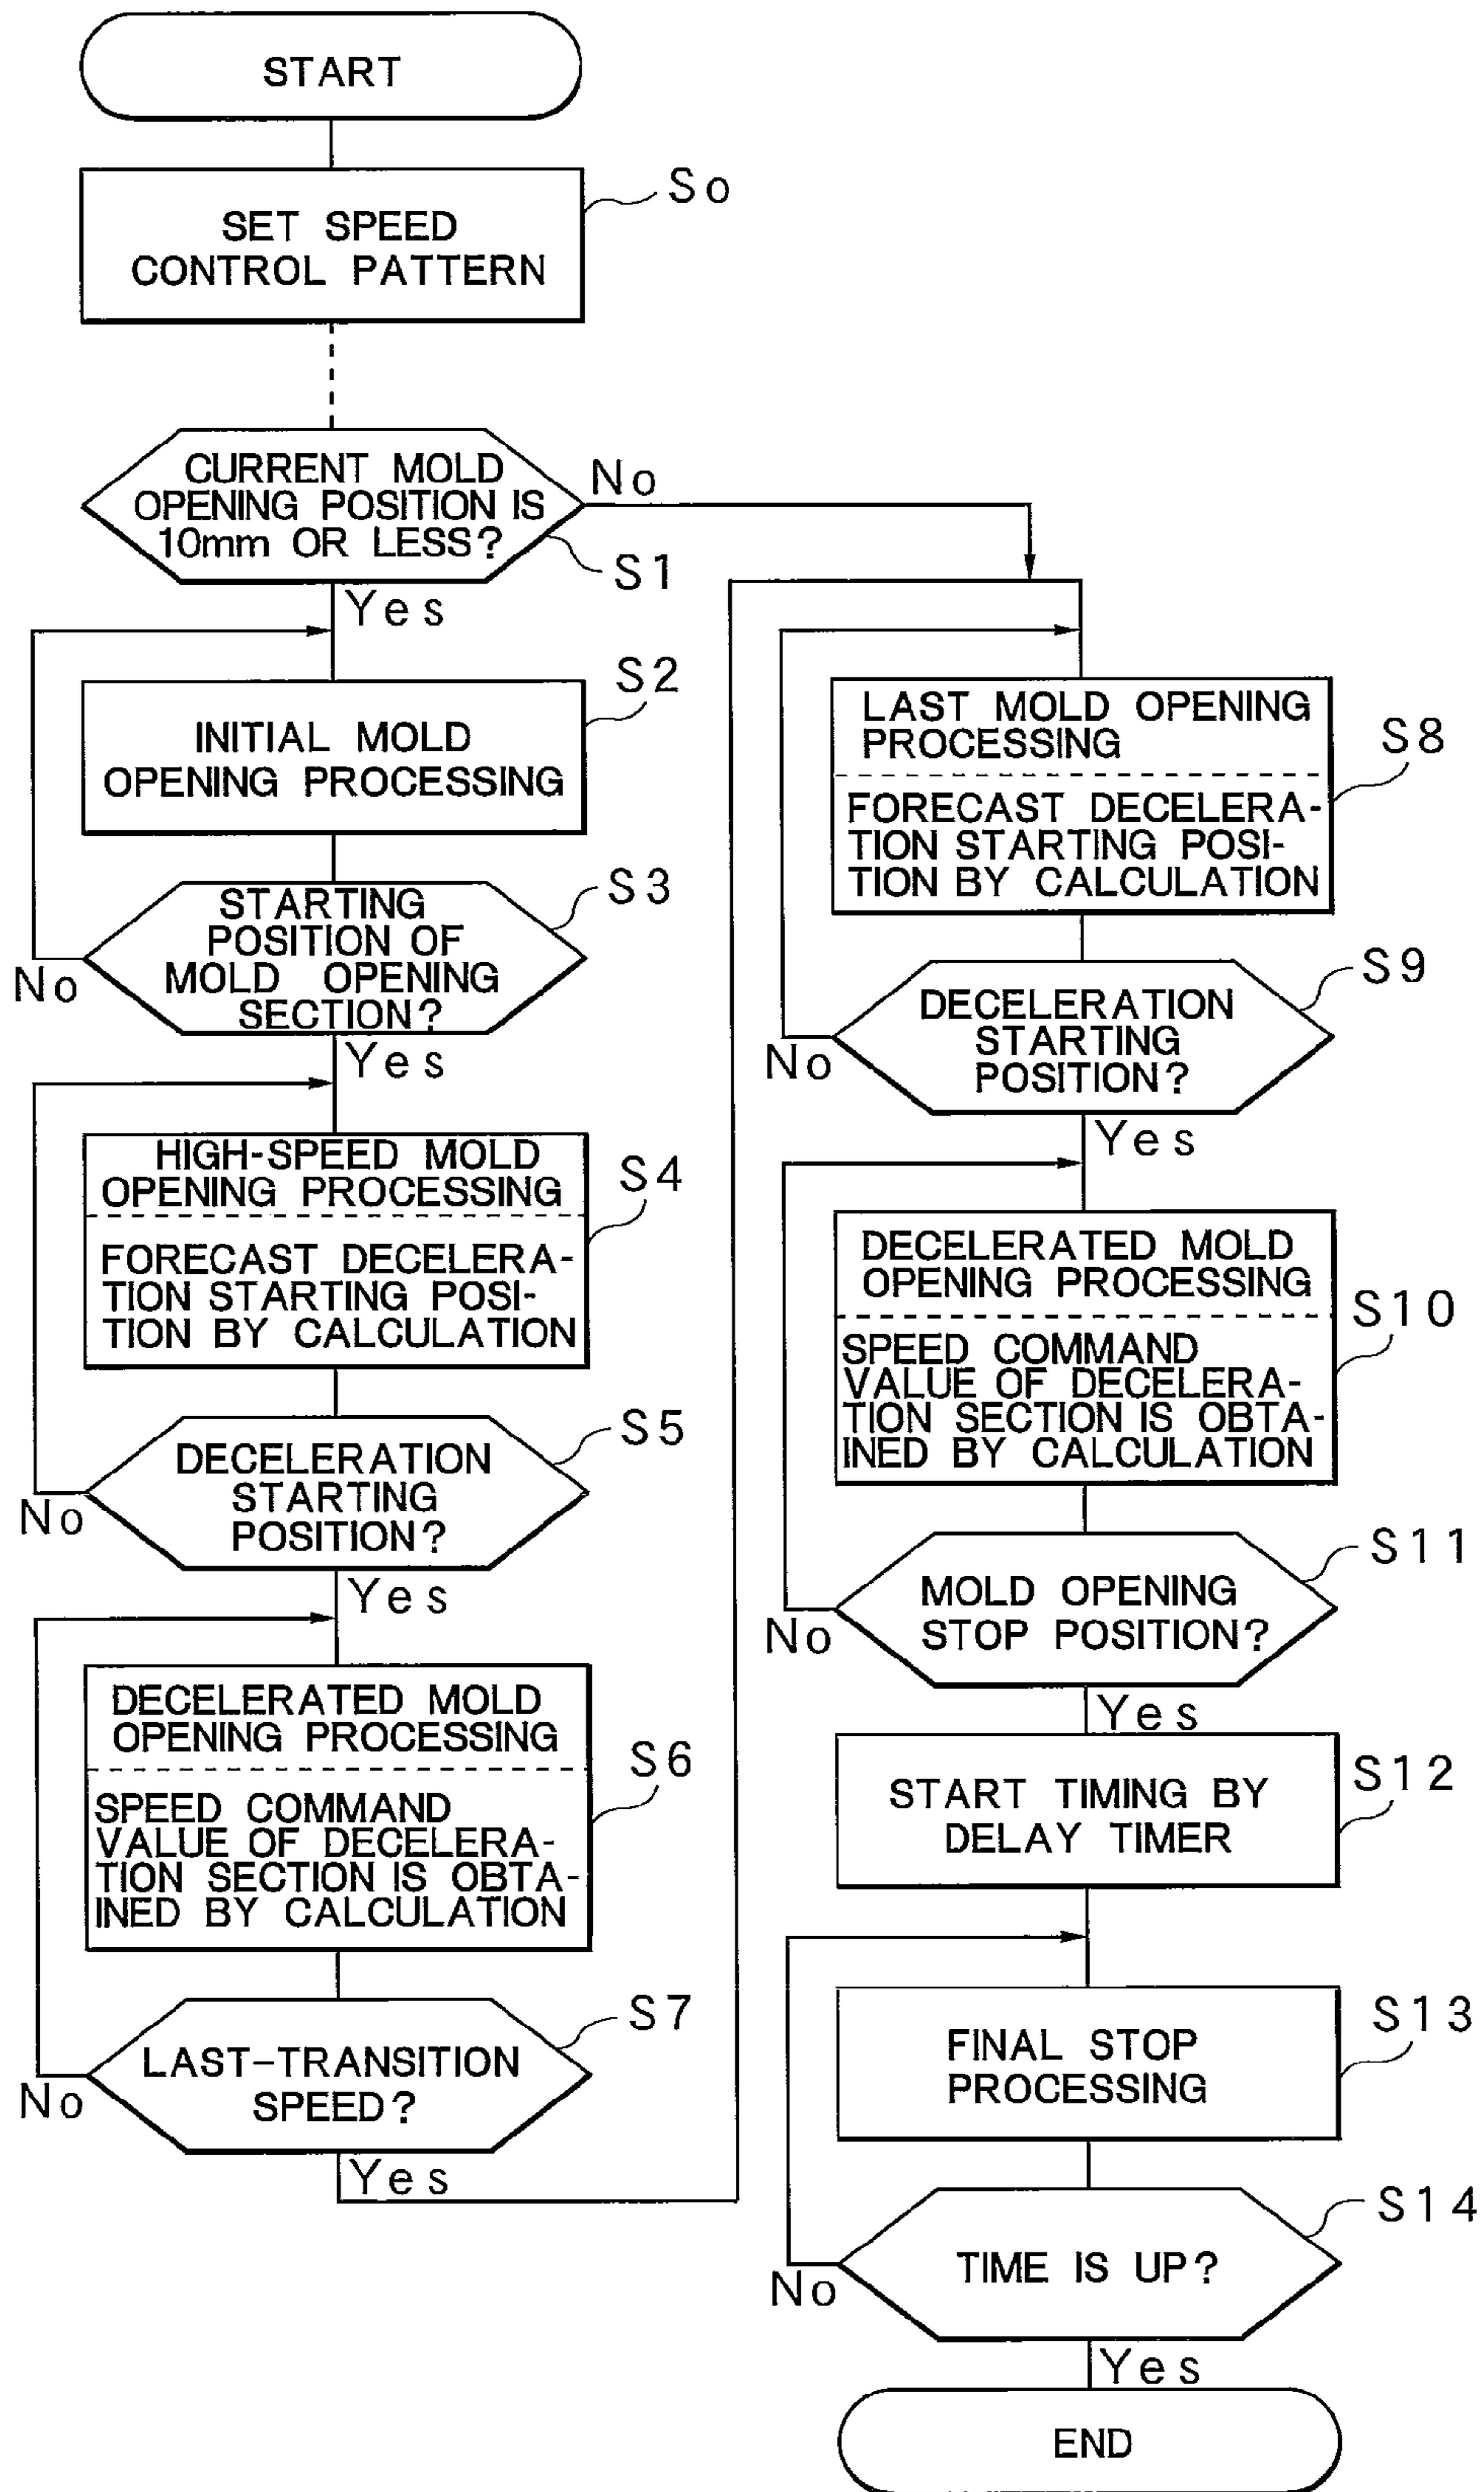 START
SET SPEED
CONTROL PATTERN
So
CURRENT MOLD
OPENING POSITION IS
10mm OR LESS?
No
S1
Yes
S2
INITIAL MOLD
OPENING PROCESSING
S3
STARTING
POSITION OF
MOLD OPENING
SECTION?
No
Yes
HIGH-SPEED MOLD
OPENING PROCESSING
S4
FORECAST DECELERA-
TION STARTING POSI-
TION BY CALCULATION
S5
DECELERATION
STARTING
POSITION?
No
Yes
DECELERATED MOLD
OPENING PROCESSING
S6
SPEED COMMAND
VALUE OF DECELERA-
TION SECTION IS OBTA-
INED BY CALCULATION
S7
LAST-TRANSITION
SPEED?
No
Yes
LAST MOLD OPENING
PROCESSING
S8
FORECAST DECELERA-
TION STARTING POSI-
TION BY CALCULATION
S9
DECELERATION
STARTING
POSITION?
No
Yes
DECELERATED MOLD
OPENING PROCESSING
S10
SPEED COMMAND
VALUE OF DECELERA-
TION SECTION IS OBTA-
INED BY CALCULATION
S11
MOLD OPENING
STOP POSITION?
No
Yes
START TIMING BY
DELAY TIMER
S12
S13
FINAL STOP
PROCESSING
S14
TIME IS UP?
No
Yes
END